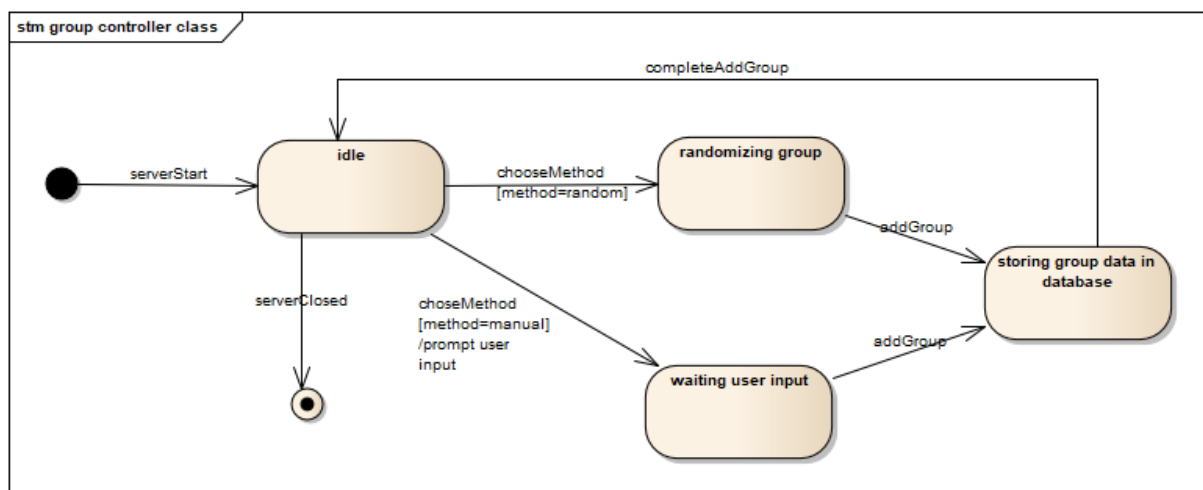 stm group controller class
completeAddGroup
idle
randomizing group
serverStart
chooseMethod
[method=random]
addGroup
storing group data in
database
serverClosed
choseMethod
[method=manual]
/prompt user
input
addGroup
waiting user input